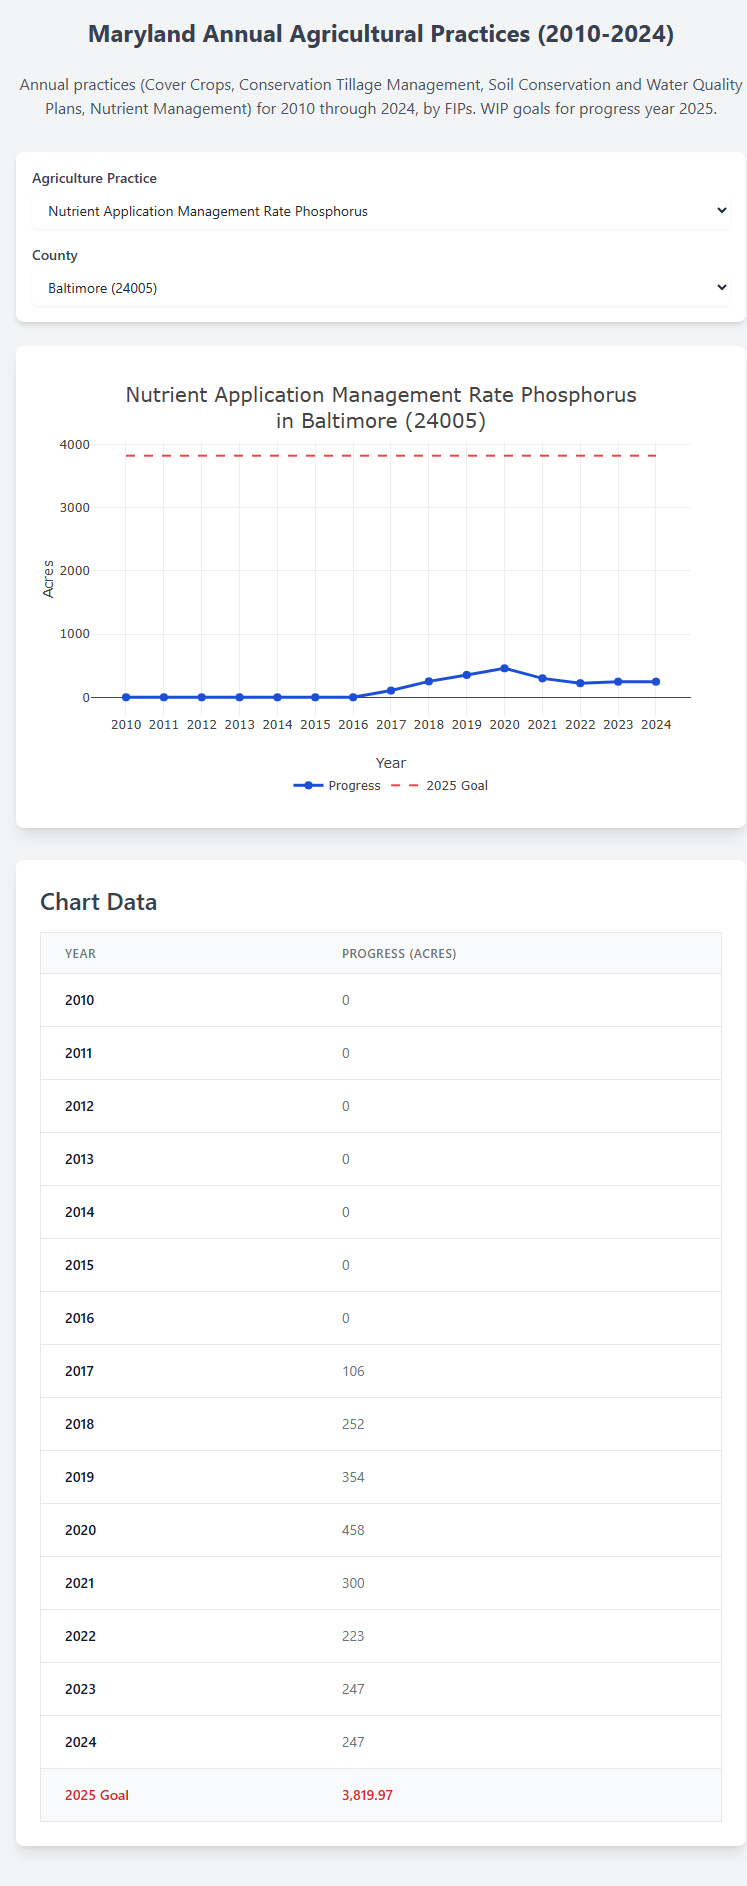 Maryland Annual Agricultural Practices (2010-2024)
Annual practices (Cover Crops, Conservation Tillage Management, Soil Conservation and Water Quality
Plans, Nutrient Management) for 2010 through 2024, by FIPs. WIP goals for progress year 2025.
Agriculture Practice
Nutrient Application Management Rate Phosphorus
County
Baltimore (24005)
Nutrient Application Management Rate Phosphorus
in Baltimore (24005)
4000
3000
2000
1000
0
Acres
2010 2011 2012 2013 2014 2015 2016 2017 2018 2019 2020 2021 2022 2023 2024
Year
Progress 2025 Goal
Chart Data
YEAR PROGRESS (ACRES)
2010 0
2011 0
2012 0
2013 0
2014 0
2015 0
2016 0
2017 106
2018 252
2019 354
2020 458
2021 300
2022 223
2023 247
2024 247
2025 Goal 3,819.97